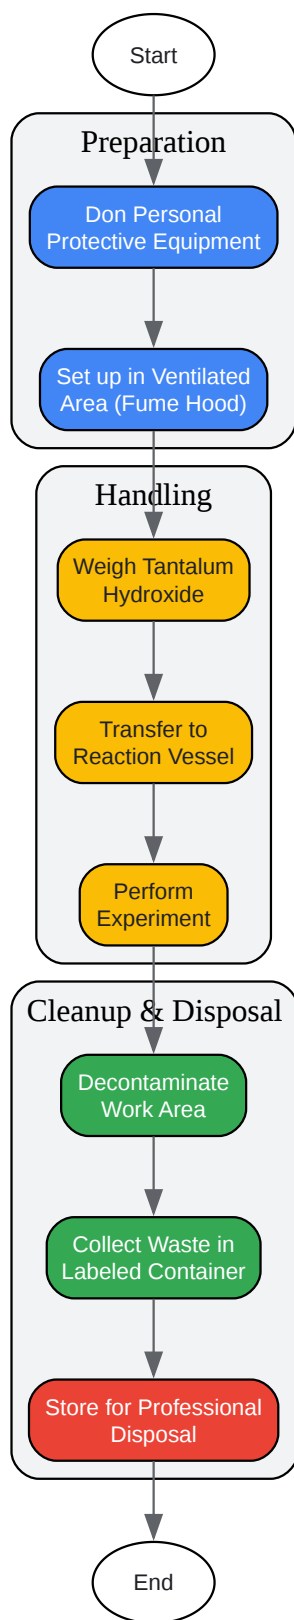 Start
Preparation
Don Personal
Protective Equipment
Set up in Ventilated
Area (Fume Hood)
Handling
Weigh Tantalum
Hydroxide
Transfer to
Reaction Vessel
Perform
Experiment
Cleanup & Disposal
Decontaminate
Work Area
Collect Waste in
Labeled Container
Store for Professional
Disposal
End